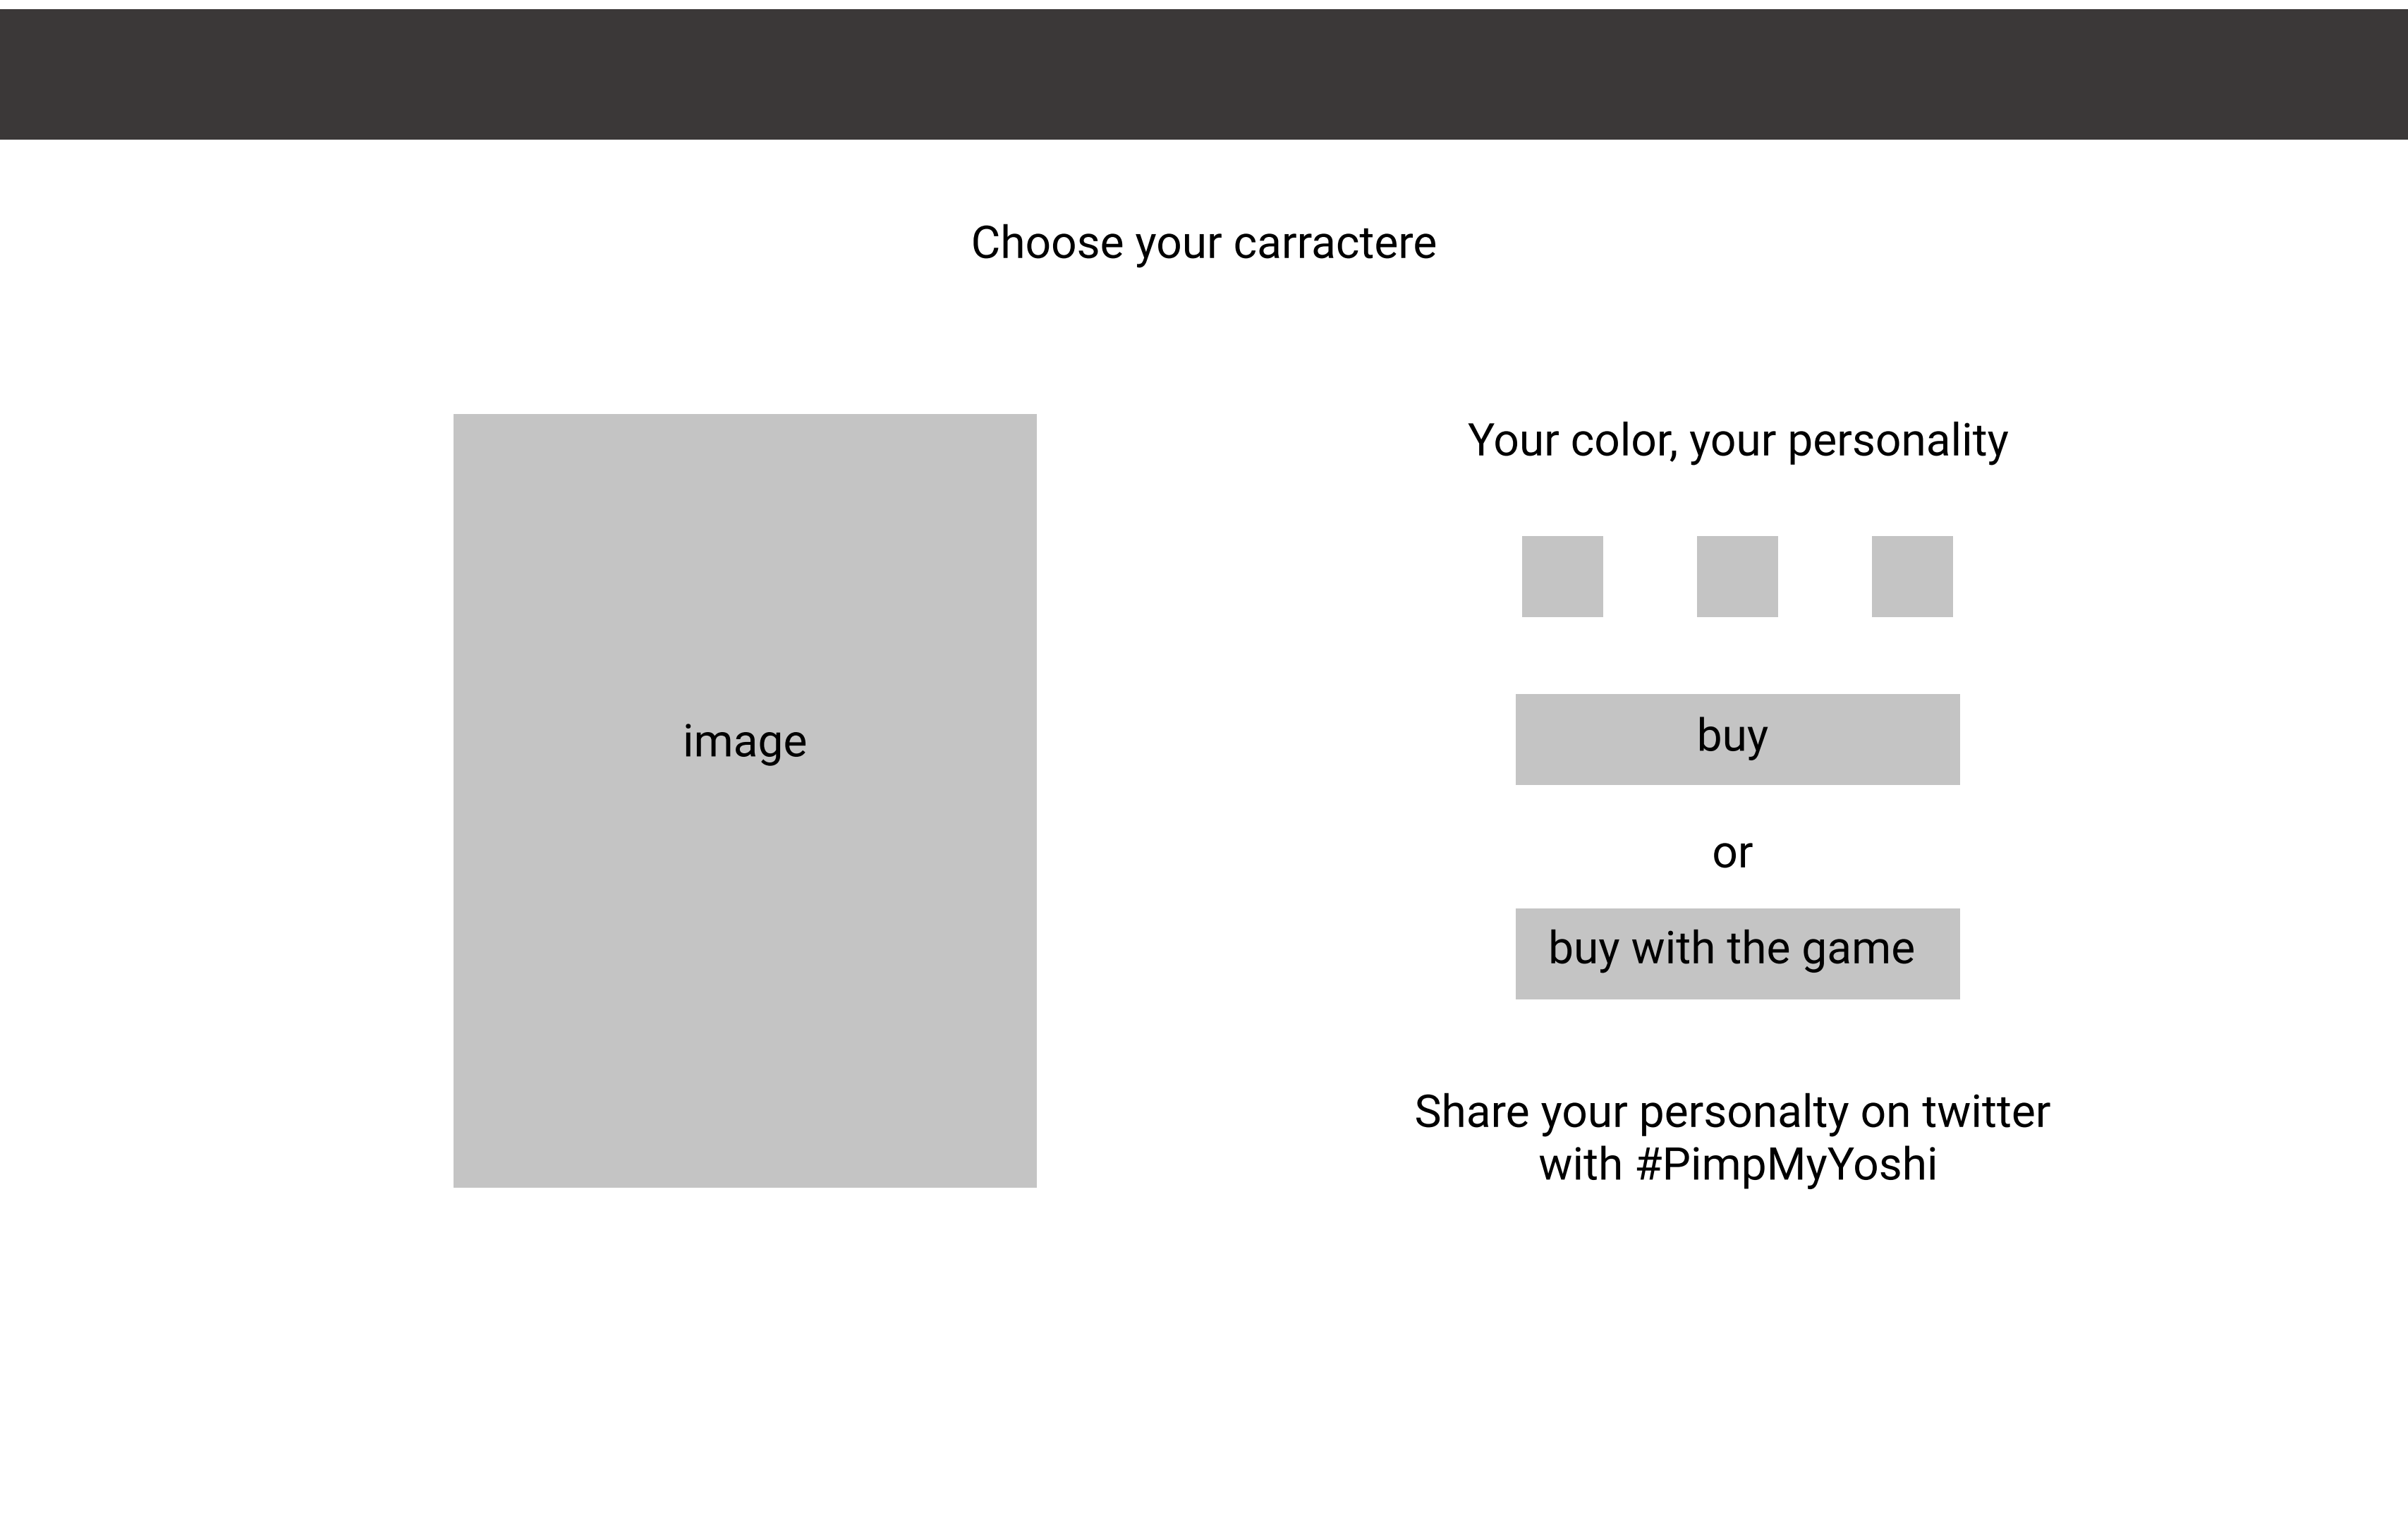 Choose your carractere
image
Your color, your personality
buy
or
buy with the game
Share your personalty on twitter
with #PimpMyYoshi